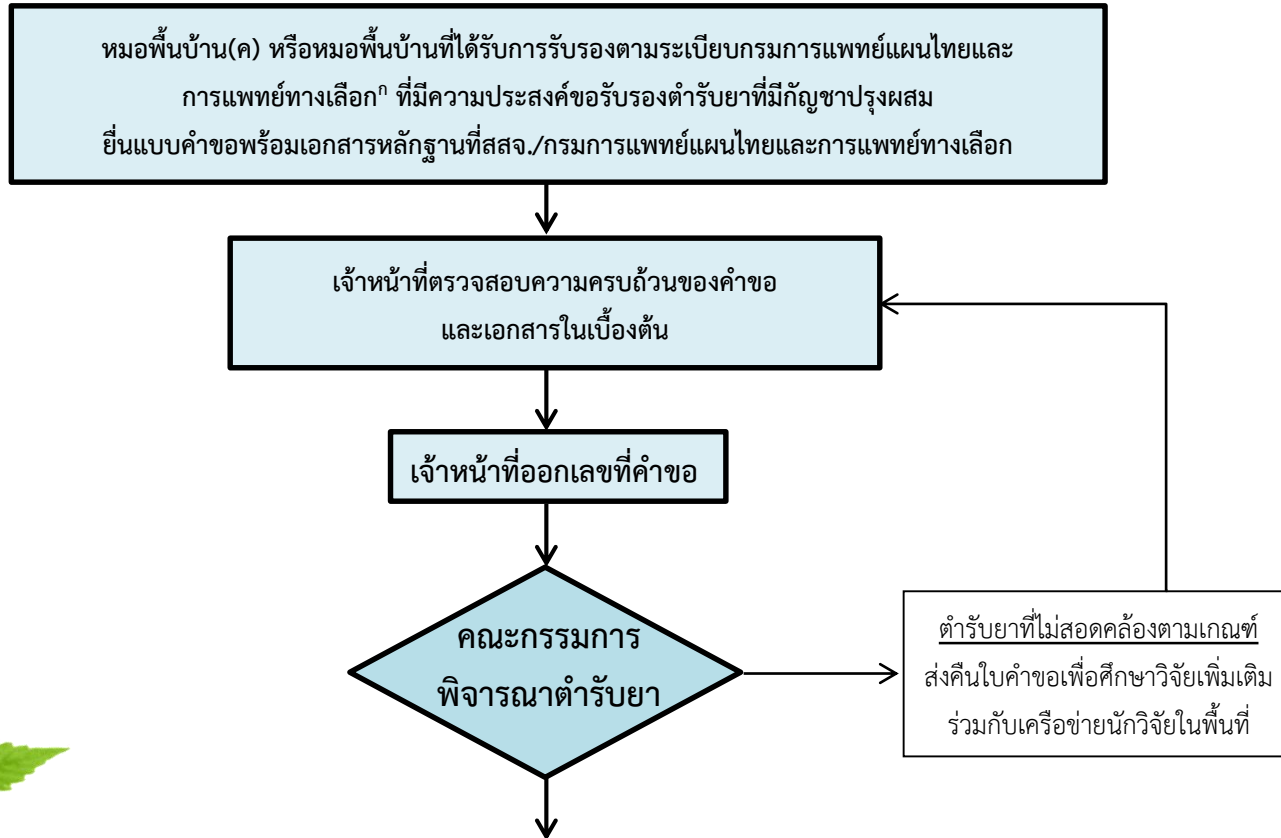 หมอพื้นบ้าน(ค) หรือหมอพื้นบ้านที่ได้รับการรับรองตามระเบียบกรมการแพทย์แผนไทยและ
การแพทย์ทางเลือกⁿ ที่มีความประสงค์ขอรับรองตำรับยาที่มีกัญชาปรุงผสม
ยื่นแบบคำขอพร้อมเอกสารหลักฐานที่สสจ./กรมการแพทย์แผนไทยและการแพทย์ทางเลือก
เจ้าหน้าที่ตรวจสอบความครบถ้วนของคำขอ
และเอกสารในเบื้องต้น
เจ้าหน้าที่ออกเลขที่คำขอ
คณะกรรมการ
พิจารณาตำรับยา
ตำรับยาที่ไม่สอดคล้องตามเกณฑ์
ส่งคืนใบคำขอเพื่อศึกษาวิจัยเพิ่มเติม
ร่วมกับเครือข่ายนักวิจัยในพื้นที่